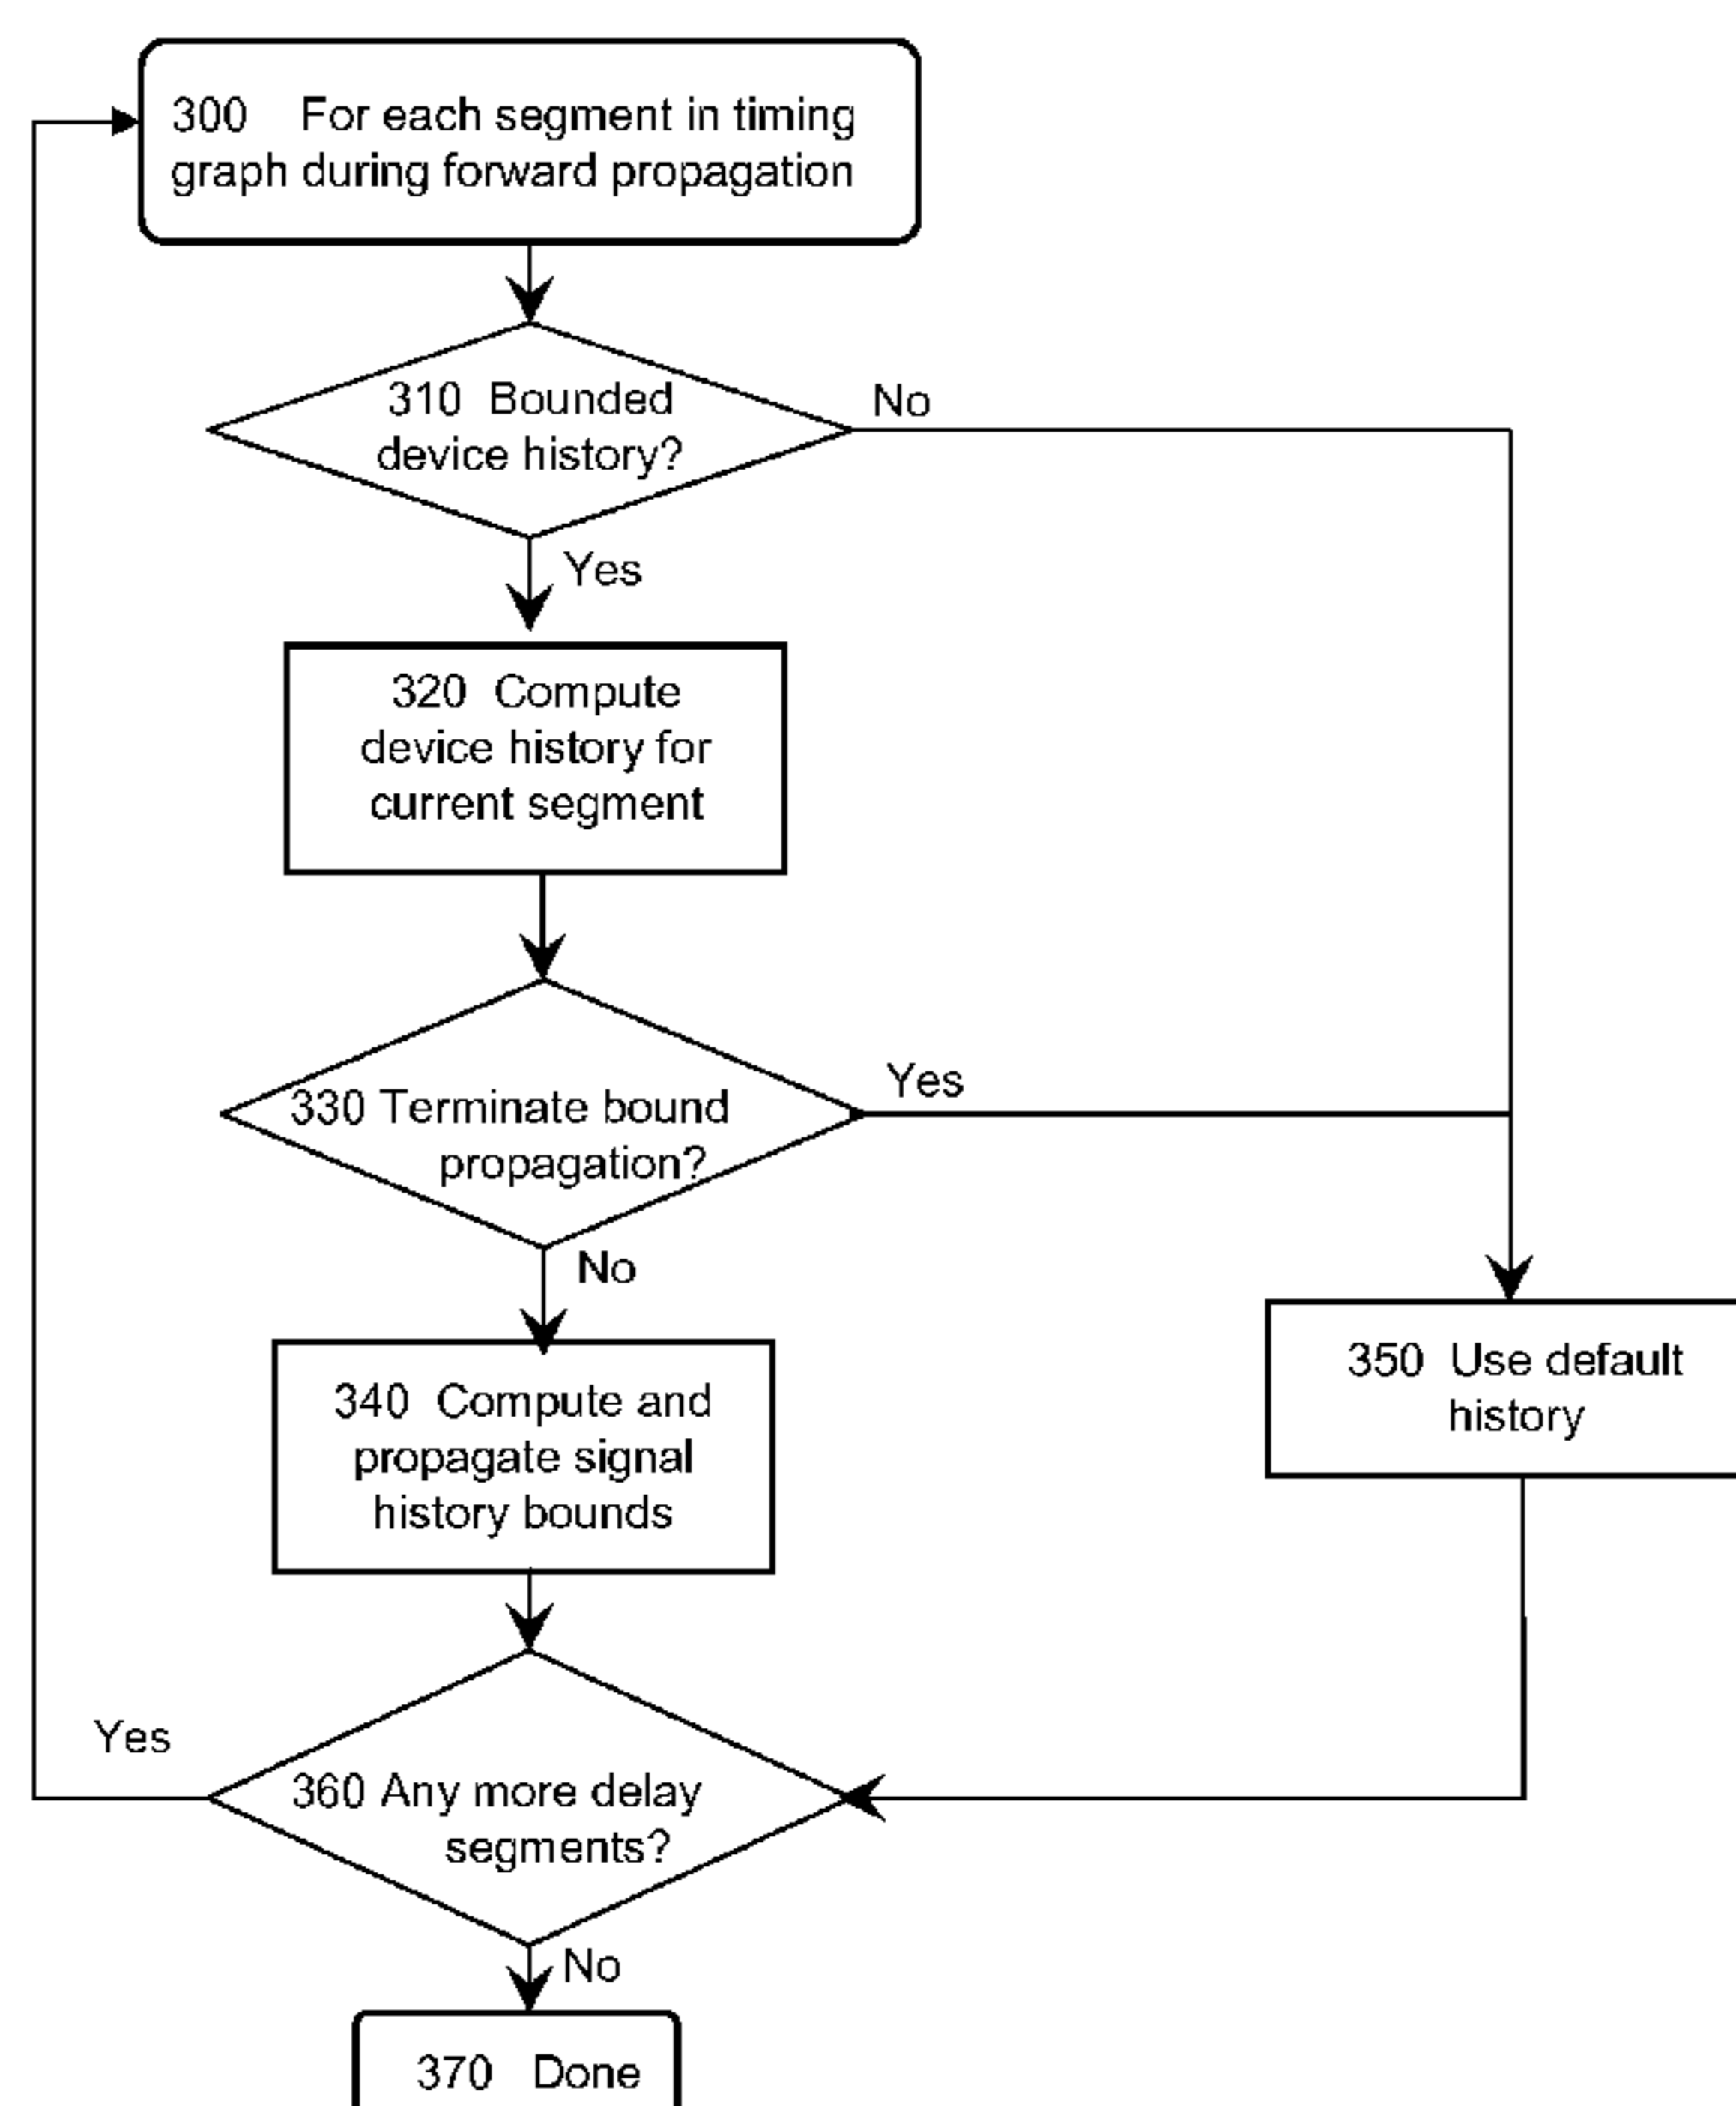 300 For each segment in timing
graph during forward propagation
310 Bounded
device history?
No
Yes
320 Compute
device history for
current segment
330 Terminate bound
propagation?
Yes
No
340 Compute and
propagate signal
history bounds
350 Use default
history
Yes
360 Any more delay
segments?
No
370 Done